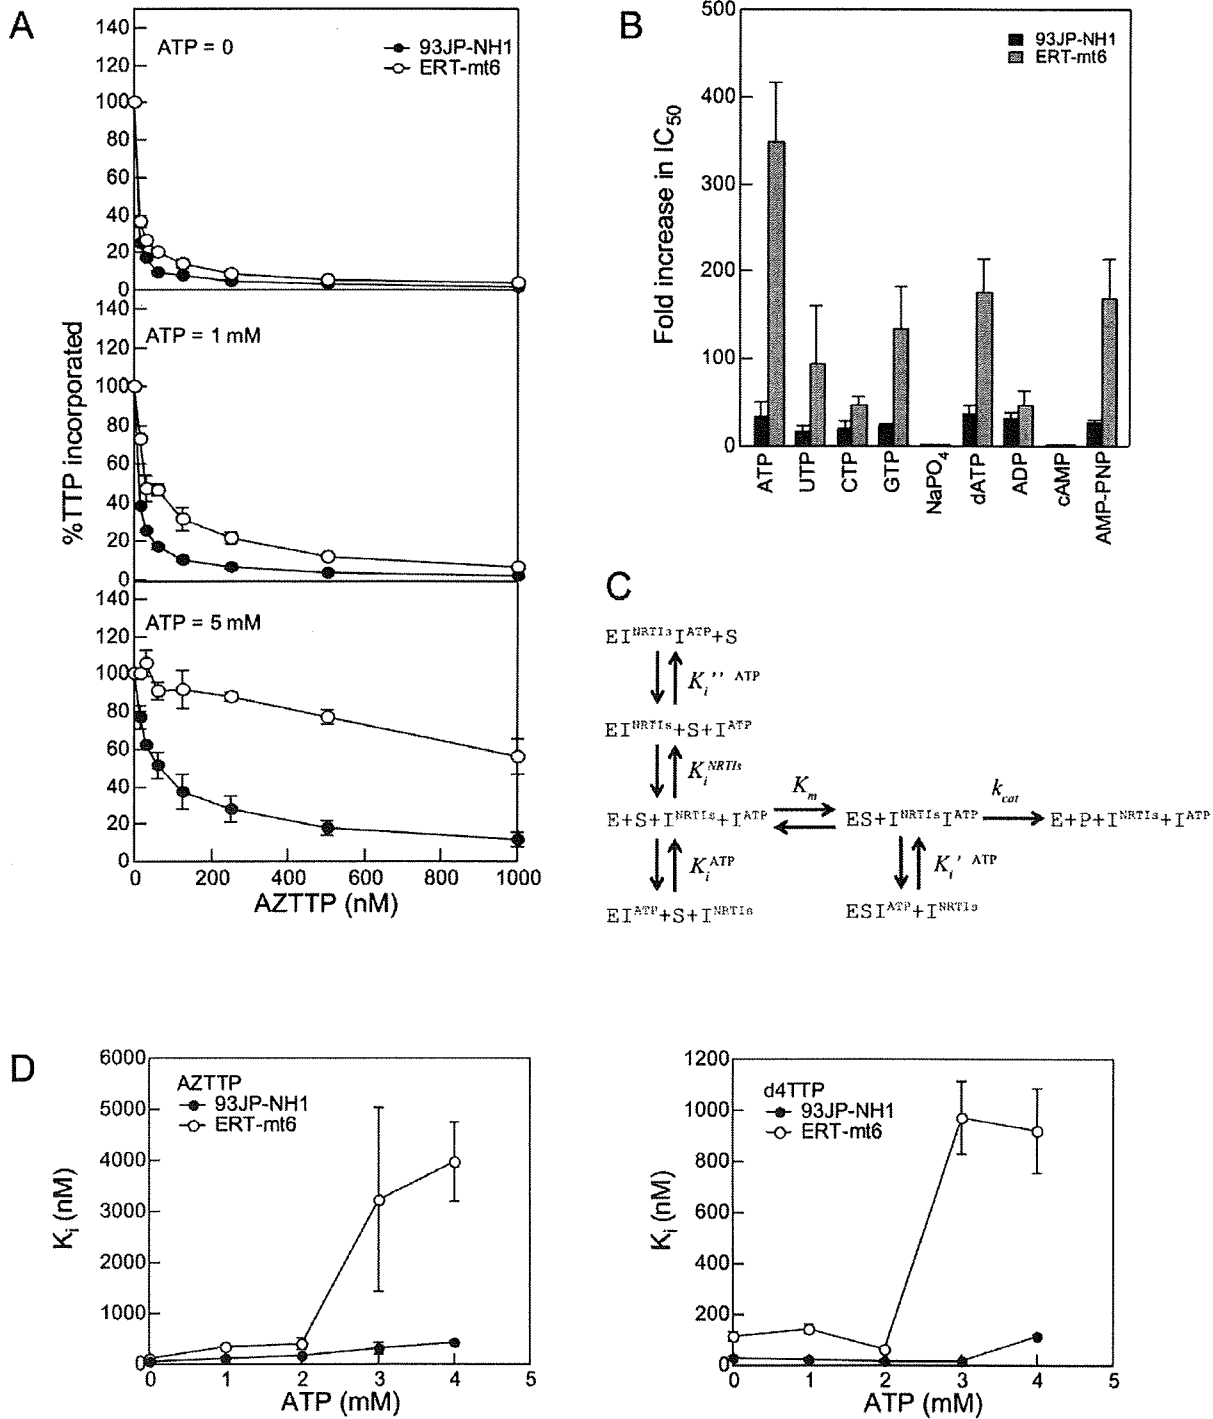 A
140
120
100
80
60
40
20
0
ATP = 0
93JP-NH1
ERT-mt6
140
120
100
80
60
40
20
0
ATP = 1 mM
%TTP incorporated
140
120
100
80
60
40
20
0
ATP = 5 mM
0 200 400 600 800 1000
AZTTP (nM)
B
500
400
300
200
100
0
Fold increase in IC50
93JP-NH1
ERT-mt6
ATP
UTP
CTP
GTP
NaPO4
dATP
ADP
cAMP
AMP-PNP
C
EI^NRTIs I^ATP+S
Ki'' ATP
EI^NRTIs+S+I^ATP
Ki^NRTIs
E+S+I^NRTIs+I^ATP Km ES+I^NRTIs I^ATP kcat E+P+I^NRTIs+I^ATP
Ki^ATP Ki' ATP
EI^ATP+S+I^NRTIs ESI^ATP+I^NRTIs
D
6000
5000
4000
3000
2000
1000
0
Ki (nM)
AZTTP
93JP-NH1
ERT-mt6
0 1 2 3 4 5
ATP (mM)
1200
1000
800
600
400
200
0
Ki (nM)
d4TTP
93JP-NH1
ERT-mt6
0 1 2 3 4 5
ATP (mM)